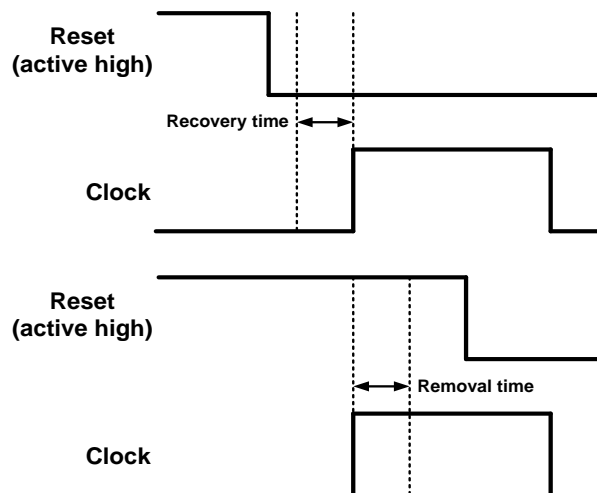 Reset
(active high)
Recovery time
Clock
Reset
(active high)
Removal time
Clock